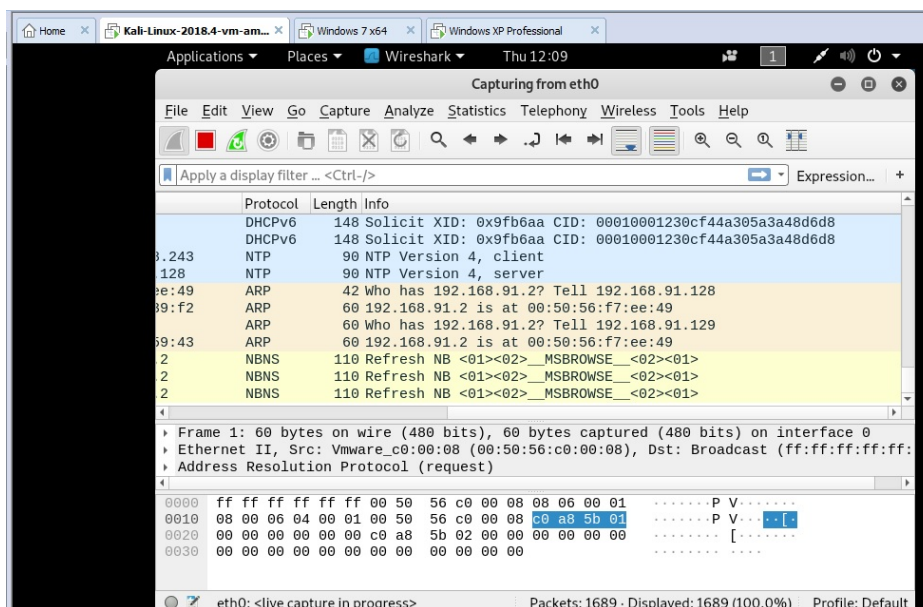 Home × Kali-Linux-2018.4-vm-am... × Windows 7 x64 × Windows XP Professional ×
Applications Places Wireshark Thu 12:09 1
Capturing from eth0
File Edit View Go Capture Analyze Statistics Telephony Wireless Tools Help
Apply a display filter ... <Ctrl-/> Expression... +
Protocol Length Info
DHCPv6 148 Solicit XID: 0x9fb6aa CID: 00010001230cf44a305a3a48d6d8
DHCPv6 148 Solicit XID: 0x9fb6aa CID: 00010001230cf44a305a3a48d6d8
3.243 NTP 90 NTP Version 4, client
.128 NTP 90 NTP Version 4, server
ee:49 ARP 42 Who has 192.168.91.2? Tell 192.168.91.128
39:f2 ARP 60 192.168.91.2 is at 00:50:56:f7:ee:49
ARP 60 Who has 192.168.91.2? Tell 192.168.91.129
59:43 ARP 60 192.168.91.2 is at 00:50:56:f7:ee:49
.2 NBNS 110 Refresh NB <01><02>__MSBROWSE__<02><01>
.2 NBNS 110 Refresh NB <01><02>__MSBROWSE__<02><01>
.2 NBNS 110 Refresh NB <01><02>__MSBROWSE__<02><01>
Frame 1: 60 bytes on wire (480 bits), 60 bytes captured (480 bits) on interface 0
Ethernet II, Src: Vmware_c0:00:08 (00:50:56:c0:00:08), Dst: Broadcast (ff:ff:ff:ff:ff:
Address Resolution Protocol (request)
0000 ff ff ff ff ff ff 00 50 56 c0 00 08 08 06 00 01 ·······P V·······
0010 08 00 06 04 00 01 00 50 56 c0 00 08 c0 a8 5b 01 ·······P V·····[·
0020 00 00 00 00 00 00 c0 a8 5b 02 00 00 00 00 00 00 ········ [·······
0030 00 00 00 00 00 00 00 00 00 00 00 00 ········ ····
eth0: <live capture in progress> Packets: 1689 · Displayed: 1689 (100.0%) Profile: Default